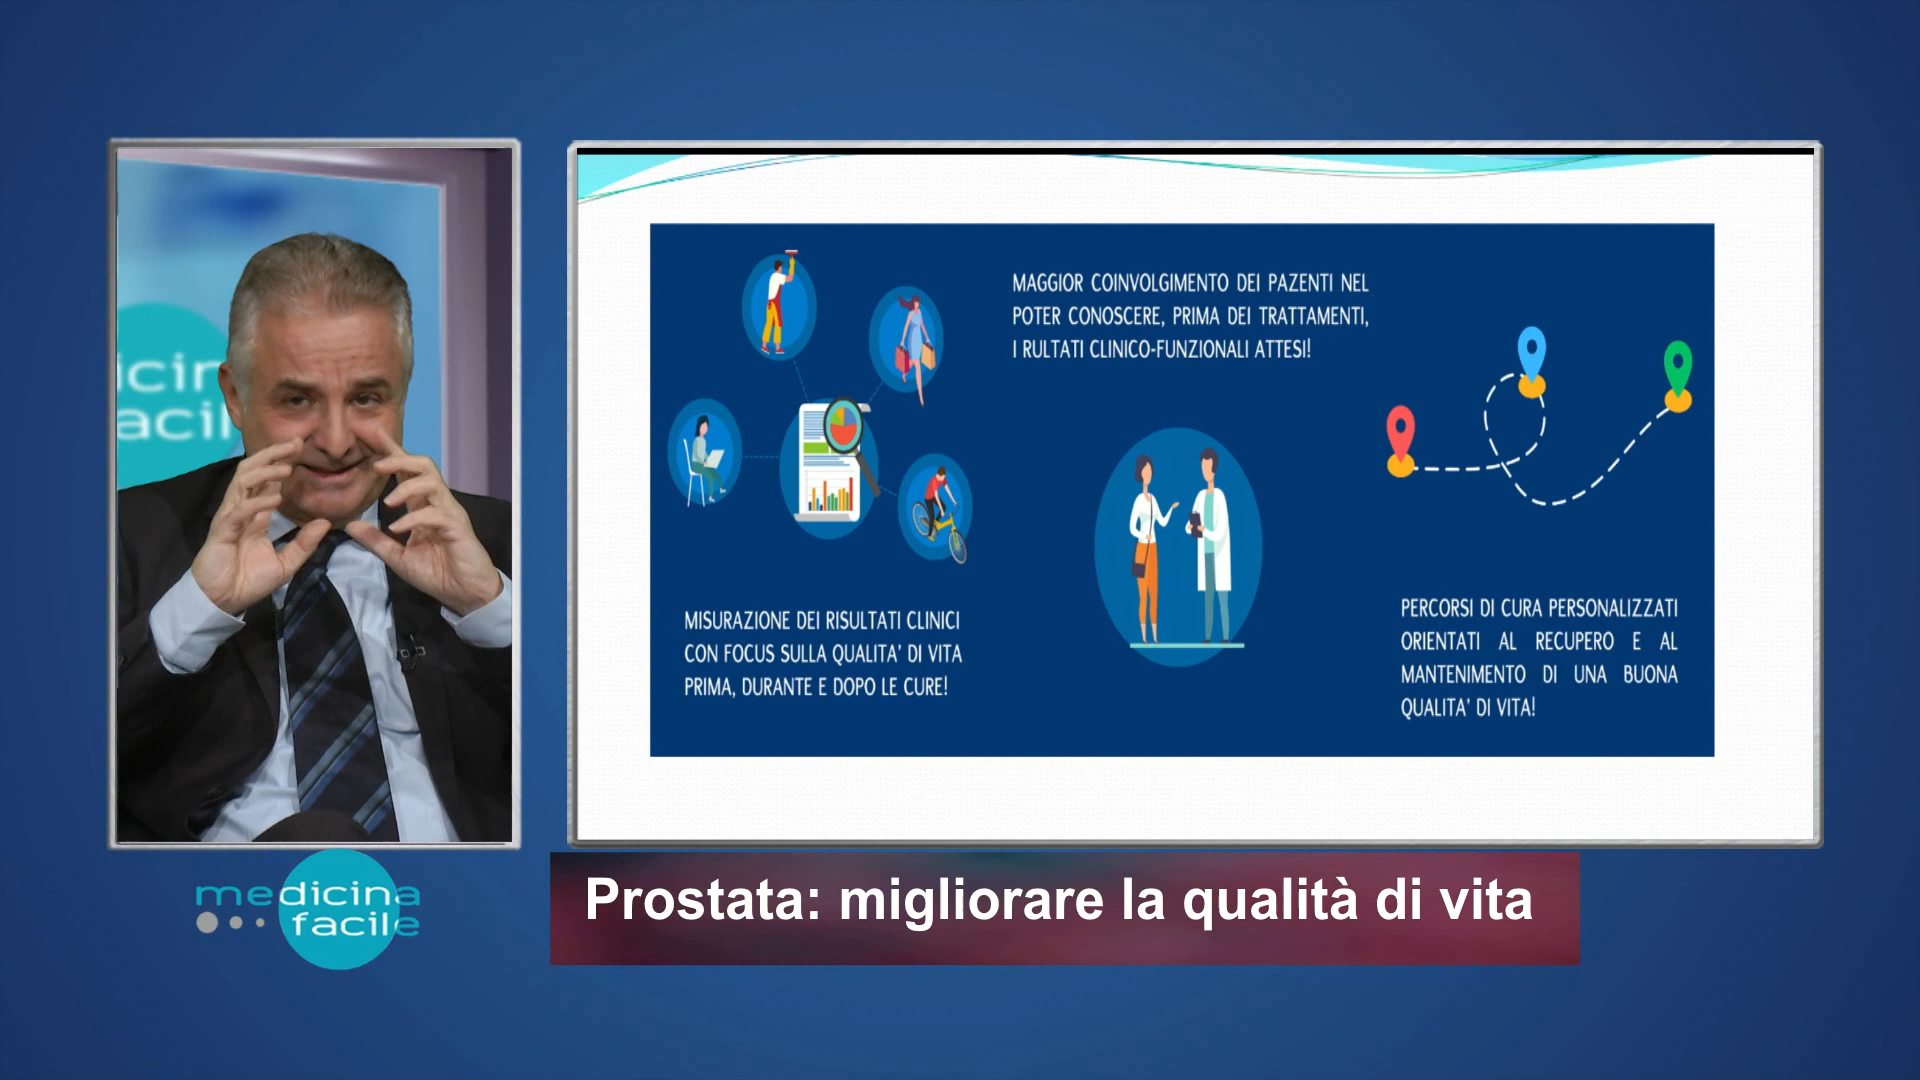 icin
acil
MAGGIOR COINVOLGIMENTO DEI PAZENTI NEL
POTER CONOSCERE, PRIMA DEI TRATTAMENTI,
I RULTATI CLINICO-FUNZIONALI ATTESI!
MISURAZIONE DEI RISULTATI CLINICI
CON FOCUS SULLA QUALITA' DI VITA
PRIMA, DURANTE E DOPO LE CURE!
PERCORSI DI CURA PERSONALIZZATI
ORIENTATI AL RECUPERO E AL
MANTENIMENTO DI UNA BUONA
QUALITA' DI VITA!
medicina
facile
Prostata: migliorare la qualità di vita